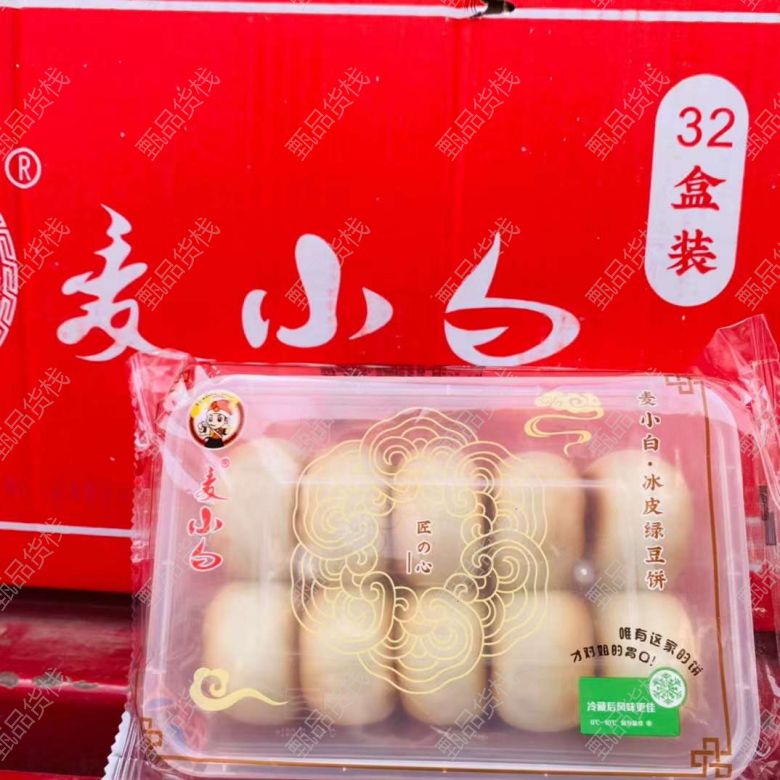 32
盒装
®
麦小白
麦小白
®
匠の心
麦小白·冰皮绿豆饼
唯有这家的饼
才对姐的胃口!
冷藏后风味更佳
甄品货栈